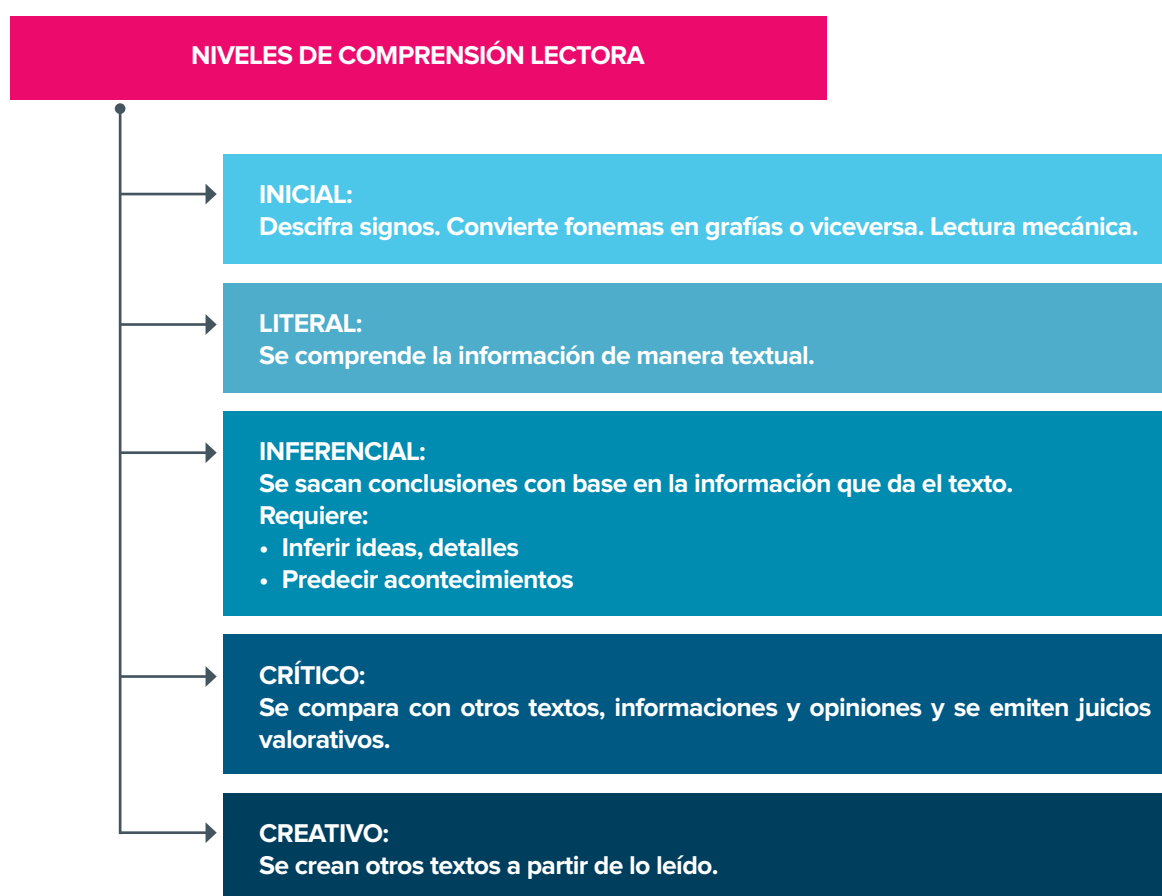 NIVELES DE COMPRENSIÓN LECTORA
INICIAL:
Descifra signos. Convierte fonemas en grafías o viceversa. Lectura mecánica.
LITERAL:
Se comprende la información de manera textual.
INFERENCIAL:
Se sacan conclusiones con base en la información que da el texto.
Requiere:
• Inferir ideas, detalles
• Predecir acontecimientos
CRÍTICO:
Se compara con otros textos, informaciones y opiniones y se emiten juicios
valorativos.
CREATIVO:
Se crean otros textos a partir de lo leído.